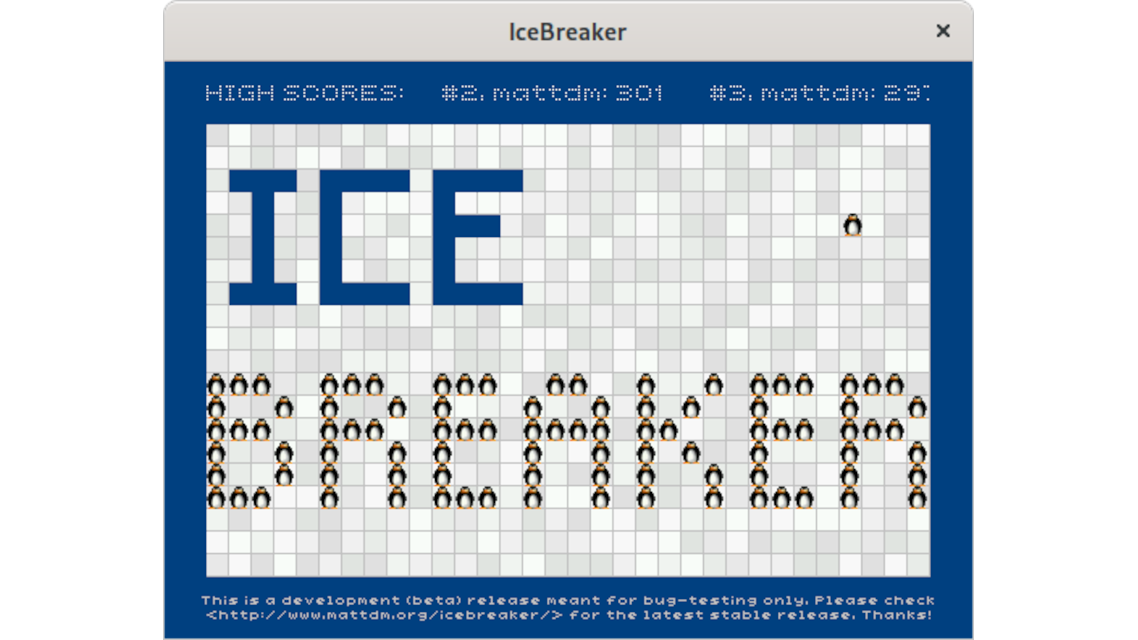 IceBreaker
HIGH SCORES: #2. mattdm: 301 #3. mattdm: 29
ICE
BREAKER
This is a development (beta) release meant for bug-testing only. Please check
<http://www.mattdm.org/icebreaker/> for the latest stable release. Thanks!